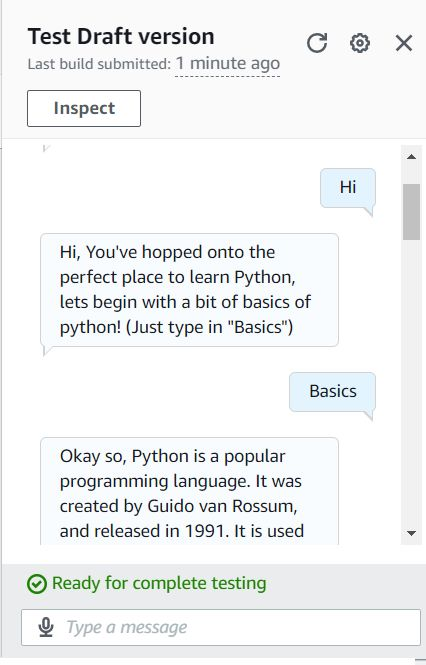 Test Draft version
Last build submitted: 1 minute ago
Inspect
Hi
Hi, You've hopped onto the
perfect place to learn Python,
lets begin with a bit of basics of
python! (Just type in "Basics")
Basics
Okay so, Python is a popular
programming language. It was
created by Guido van Rossum,
and released in 1991. It is used
Ready for complete testing
Type a message